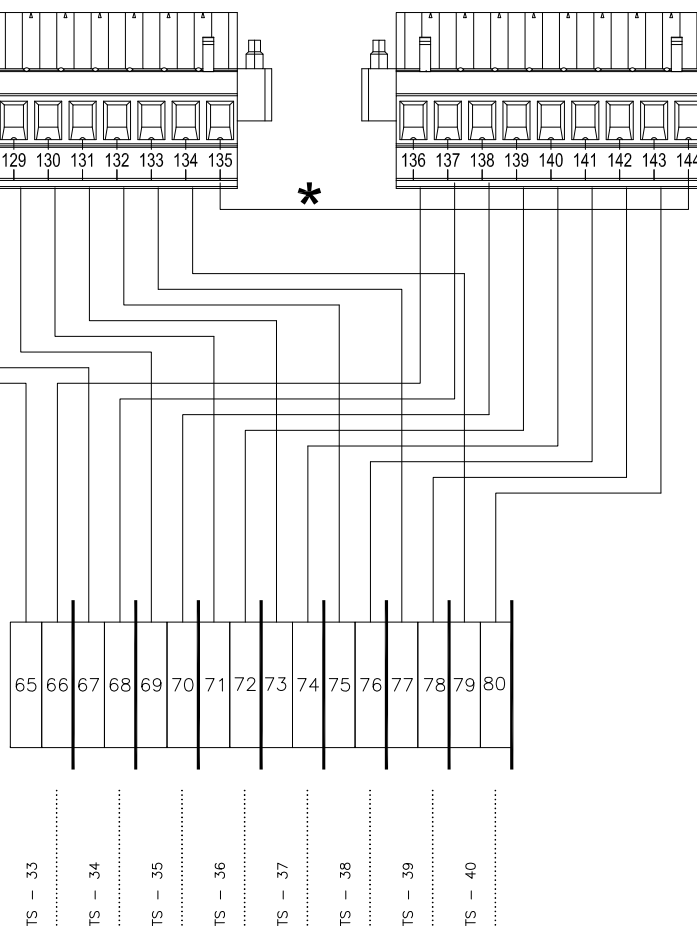 129 130 131 132 133 134 135
136 137 138 139 140 141 142 143 144
*
65 66 67 68 69 70 71 72 73 74 75 76 77 78 79 80
TS - 33
TS - 34
TS - 35
TS - 36
TS - 37
TS - 38
TS - 39
TS - 40